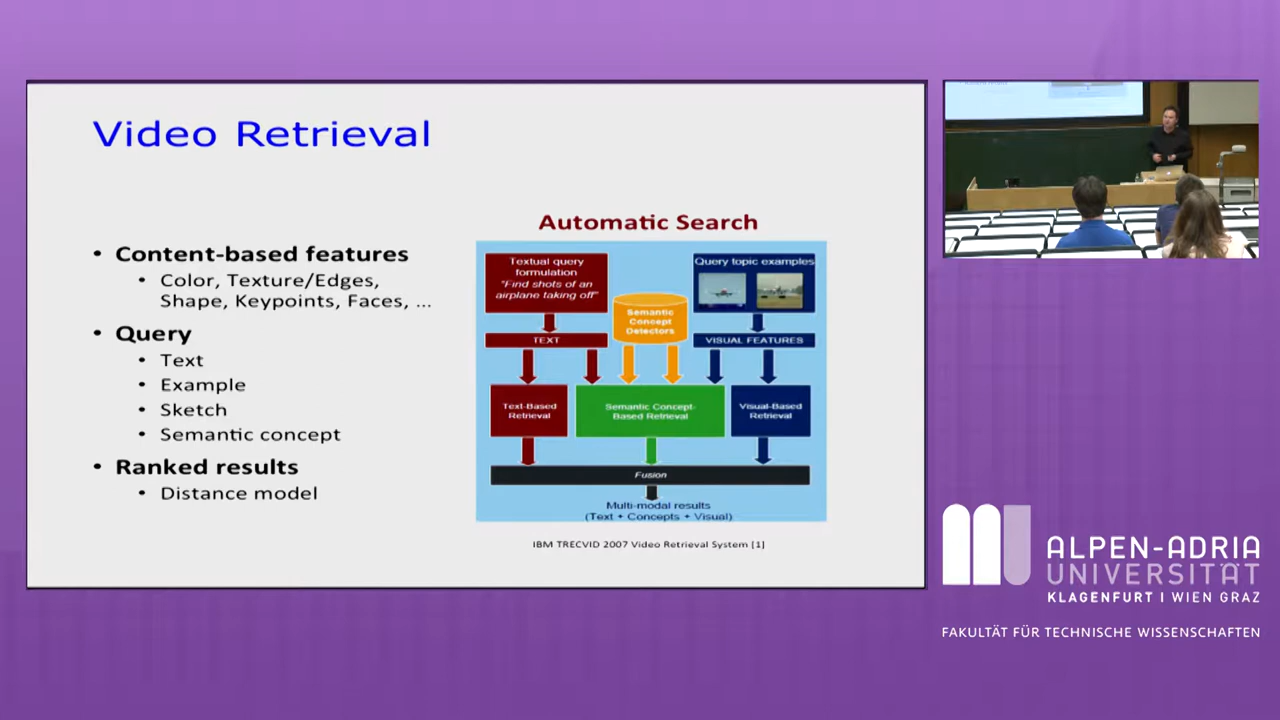 Video Retrieval
• Content-based features
• Color, Texture/Edges,
Shape, Keypoints, Faces, ...
• Query
• Text
• Example
• Sketch
• Semantic concept
• Ranked results
• Distance model
Automatic Search
Textual query
formulation
"Find shots of an
airplane taking off"
Semantic
Concept
Detectors
Query topic examples
TEXT
VISUAL FEATURES
Text-Based
Retrieval
Semantic Concept-
Based Retrieval
Visual-Based
Retrieval
Fusion
Multi-modal results
(Text + Concepts + Visual)
IBM TRECVID 2007 Video Retrieval System [1]
ALPEN-ADRIA
UNIVERSITÄT
KLAGENFURT I WIEN GRAZ
FAKULTÄT FÜR TECHNISCHE WISSENSCHAFTEN